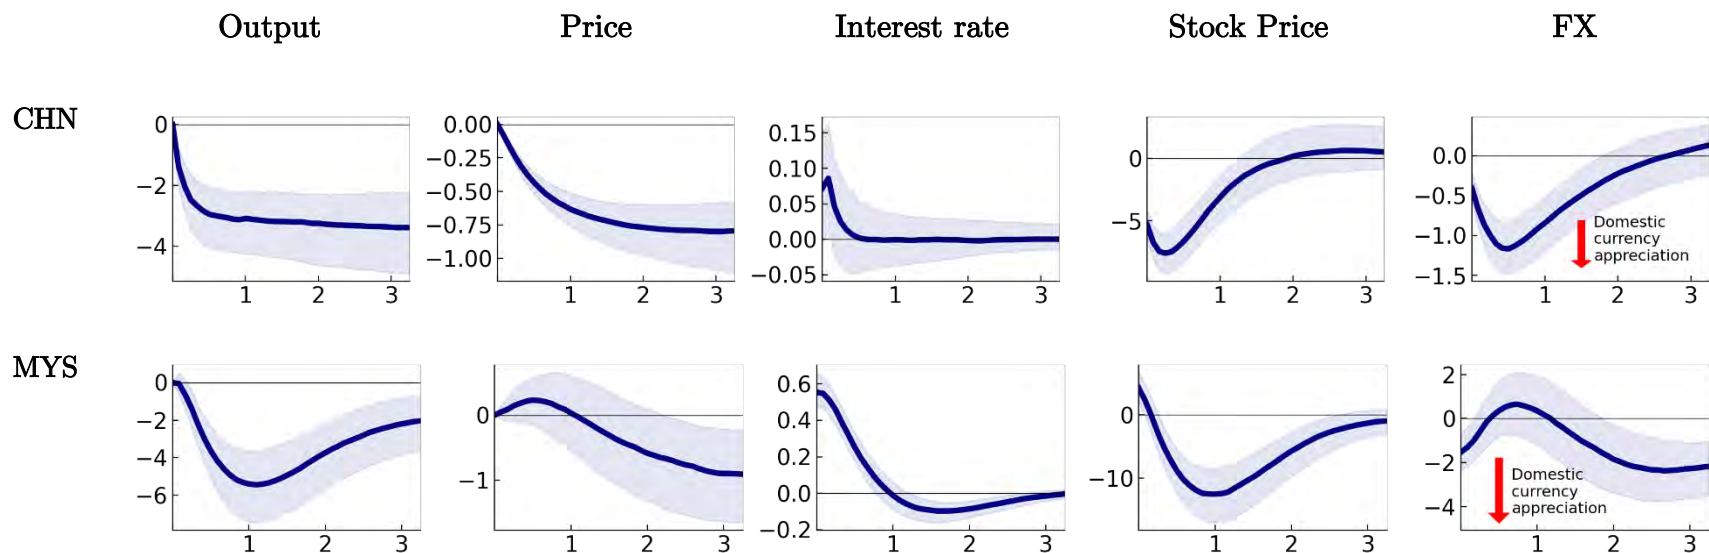 Output Price Interest rate Stock Price FX
CHN
0
−2
−4
1 2 3
0.00
−0.25
−0.50
−0.75
−1.00
1 2 3
0.15
0.10
0.05
0.00
−0.05
1 2 3
0
−5
1 2 3
0.0
−0.5
−1.0
−1.5
Domestic
currency
appreciation
1 2 3
MYS
0
−2
−4
−6
1 2 3
0
−1
1 2 3
0.6
0.4
0.2
0.0
−0.2
1 2 3
0
−10
1 2 3
2
0
−2
−4
Domestic
currency
appreciation
1 2 3